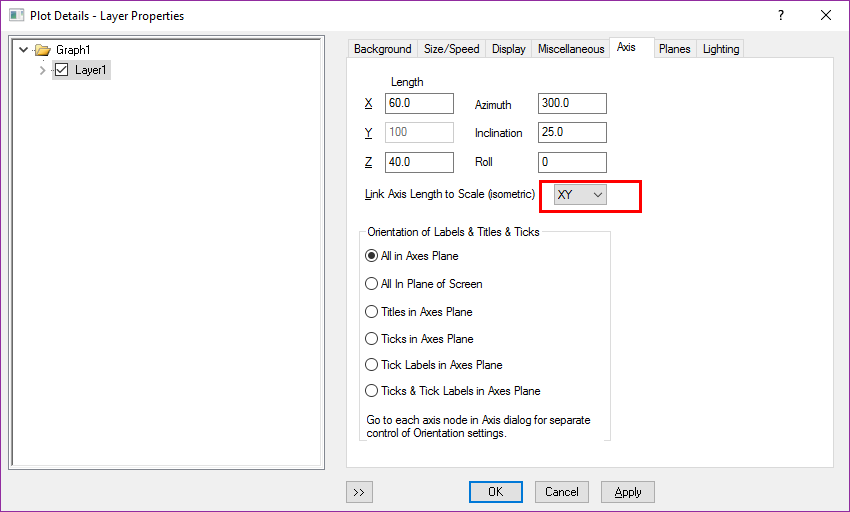 Plot Details - Layer Properties
?
Graph1
Layer1
Background Size/Speed Display Miscellaneous Axis Planes Lighting
Length
X 60.0 Azimuth 300.0
Y 100 Inclination 25.0
Z 40.0 Roll 0
Link Axis Length to Scale (isometric) XY
Orientation of Labels & Titles & Ticks
All in Axes Plane
All In Plane of Screen
Titles in Axes Plane
Ticks in Axes Plane
Tick Labels in Axes Plane
Ticks & Tick Labels in Axes Plane
Go to each axis node in Axis dialog for separate
control of Orientation settings.
>> OK Cancel Apply